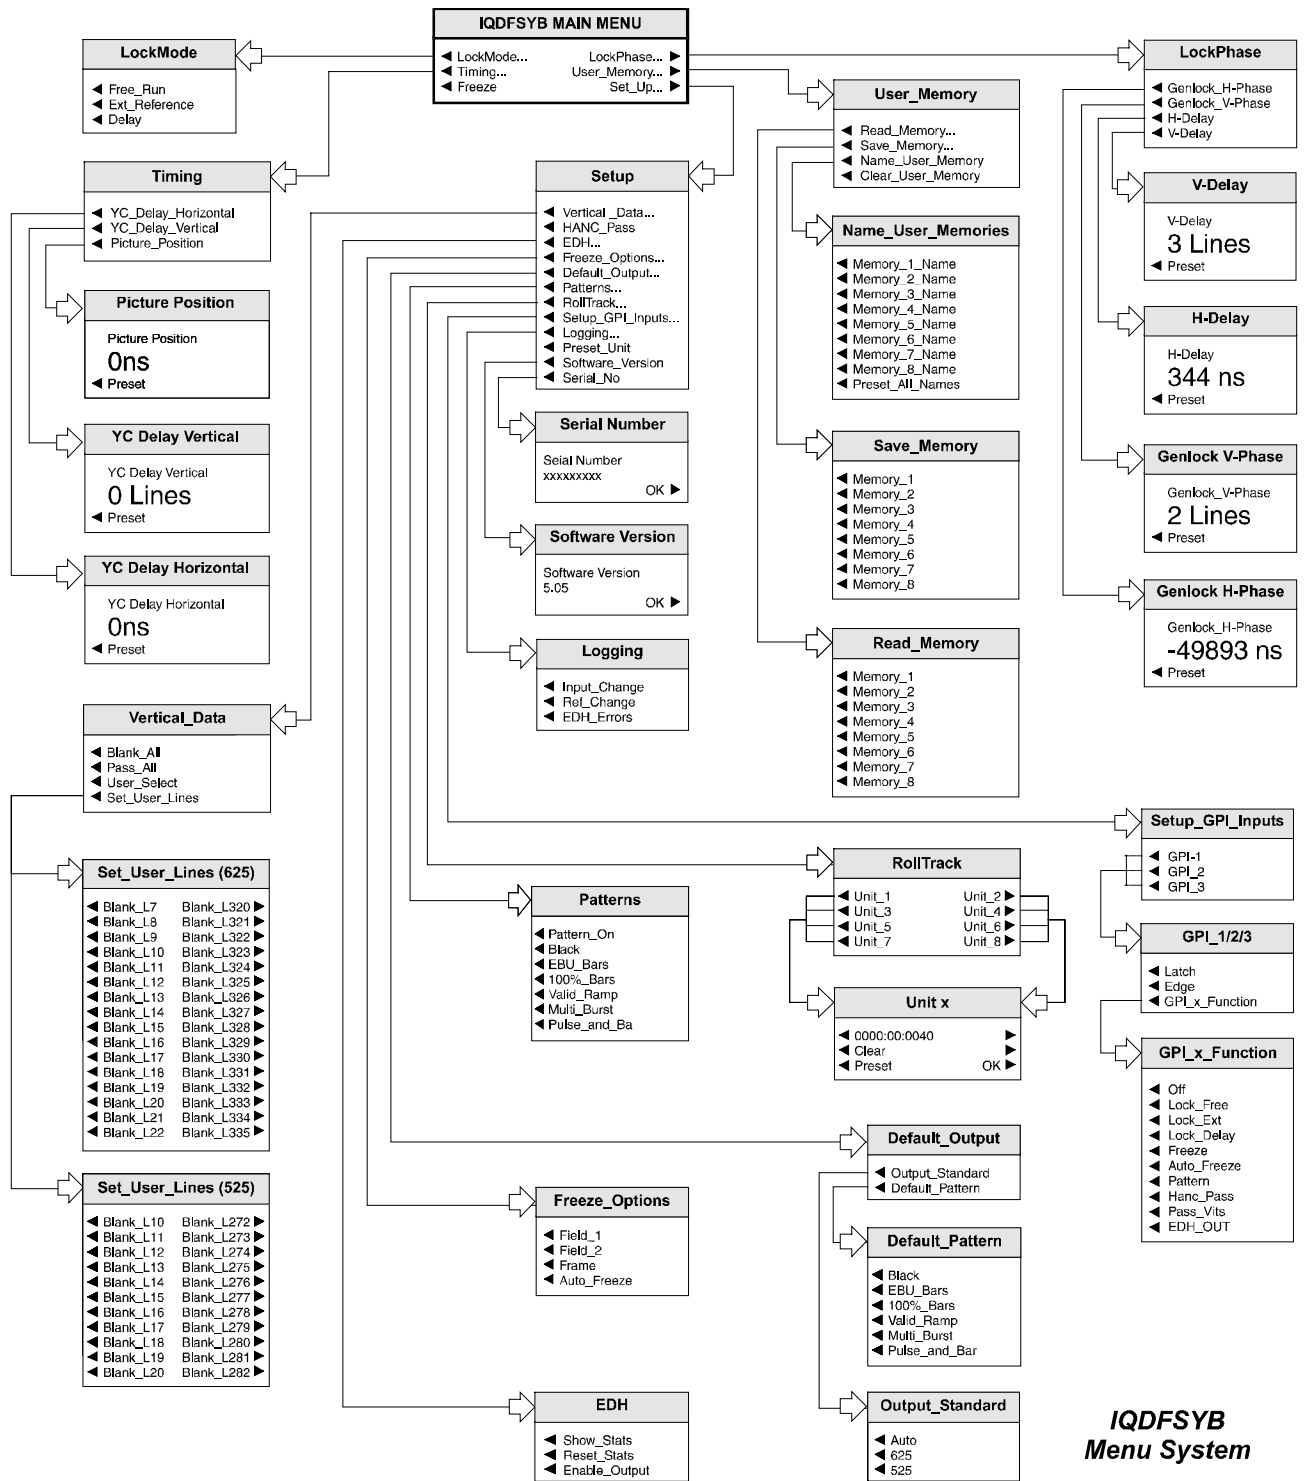 IQDFSYB MAIN MENU
◄ LockMode... LockPhase... ►
◄ Timing... User_Memory... ►
◄ Freeze Set_Up... ►
LockMode
◄ Free_Run
◄ Ext_Reference
◄ Delay
Timing
◄ YC_Delay_Horizontal
◄ YC_Delay_Vertical
◄ Picture_Position
Picture Position
Picture Position
0ns
◄ Preset
YC Delay Vertical
YC Delay Vertical
0 Lines
◄ Preset
YC Delay Horizontal
YC Delay Horizontal
0ns
◄ Preset
Vertical_Data
◄ Blank_All
◄ Pass_All
◄ User_Select
◄ Set_User_Lines
Set_User_Lines (625)
◄ Blank_L7 Blank_L320 ►
◄ Blank_L8 Blank_L321 ►
◄ Blank_L9 Blank_L322 ►
◄ Blank_L10 Blank_L323 ►
◄ Blank_L11 Blank_L324 ►
◄ Blank_L12 Blank_L325 ►
◄ Blank_L13 Blank_L326 ►
◄ Blank_L14 Blank_L327 ►
◄ Blank_L15 Blank_L328 ►
◄ Blank_L16 Blank_L329 ►
◄ Blank_L17 Blank_L330 ►
◄ Blank_L18 Blank_L331 ►
◄ Blank_L19 Blank_L332 ►
◄ Blank_L20 Blank_L333 ►
◄ Blank_L21 Blank_L334 ►
◄ Blank_L22 Blank_L335 ►
Set_User_Lines (525)
◄ Blank_L10 Blank_L272 ►
◄ Blank_L11 Blank_L273 ►
◄ Blank_L12 Blank_L274 ►
◄ Blank_L13 Blank_L275 ►
◄ Blank_L14 Blank_L276 ►
◄ Blank_L15 Blank_L277 ►
◄ Blank_L16 Blank_L278 ►
◄ Blank_L17 Blank_L279 ►
◄ Blank_L18 Blank_L280 ►
◄ Blank_L19 Blank_L281 ►
◄ Blank_L20 Blank_L282 ►
Setup
◄ Vertical _Data...
◄ HANC_Pass
◄ EDH...
◄ Freeze_Options...
◄ Default_Output...
◄ Patterns...
◄ RollTrack...
◄ Setup_GPI_Inputs...
◄ Logging...
◄ Preset_Unit
◄ Software_Version
◄ Serial_No
Serial Number
Seial Number
xxxxxxxxx
OK ►
Software Version
Software Version
5.05
OK ►
Logging
◄ Input_Change
◄ Ref_Change
◄ EDH_Errors
Patterns
◄ Pattern_On
◄ Black
◄ EBU_Bars
◄ 100%_Bars
◄ Valid_Ramp
◄ Multi_Burst
◄ Pulse_and_Ba
Freeze_Options
◄ Field_1
◄ Field_2
◄ Frame
◄ Auto_Freeze
EDH
◄ Show_Stats
◄ Reset_Stats
◄ Enable_Output
User_Memory
◄ Read_Memory...
◄ Save_Memory...
◄ Name_User_Memory
◄ Clear_User_Memory
Name_User_Memories
◄ Memory_1_Name
◄ Memory_2_Name
◄ Memory_3_Name
◄ Memory_4_Name
◄ Memory_5_Name
◄ Memory_6_Name
◄ Memory_7_Name
◄ Memory_8_Name
◄ Preset_All_Names
Save_Memory
◄ Memory_1
◄ Memory_2
◄ Memory_3
◄ Memory_4
◄ Memory_5
◄ Memory_6
◄ Memory_7
◄ Memory_8
Read_Memory
◄ Memory_1
◄ Memory_2
◄ Memory_3
◄ Memory_4
◄ Memory_5
◄ Memory_6
◄ Memory_7
◄ Memory_8
RollTrack
◄ Unit_1 Unit_2 ►
◄ Unit_3 Unit_4 ►
◄ Unit_5 Unit_6 ►
◄ Unit_7 Unit_8 ►
Unit x
◄ 0000:00:0040 ►
◄ Clear ►
◄ Preset OK ►
Default_Output
◄ Output_Standard
◄ Default_Pattern
Default_Pattern
◄ Black
◄ EBU_Bars
◄ 100%_Bars
◄ Valid_Ramp
◄ Multi_Burst
◄ Pulse_and_Bar
Output_Standard
◄ Auto
◄ 625
◄ 525
LockPhase
◄ Genlock_H-Phase
◄ Genlock_V-Phase
◄ H-Delay
◄ V-Delay
V-Delay
V-Delay
3 Lines
◄ Preset
H-Delay
H-Delay
344 ns
◄ Preset
Genlock V-Phase
Genlock_V-Phase
2 Lines
◄ Preset
Genlock H-Phase
Genlock_H-Phase
-49893 ns
◄ Preset
Setup_GPI_Inputs
◄ GPI-1
◄ GPI_2
◄ GPI_3
GPI_1/2/3
◄ Latch
◄ Edge
◄ GPI_x_Function
GPI_x_Function
◄ Off
◄ Lock_Free
◄ Lock_Ext
◄ Lock_Delay
◄ Freeze
◄ Auto_Freeze
◄ Pattern
◄ Hanc_Pass
◄ Pass_Vits
◄ EDH_OUT
IQDFSYB
Menu System